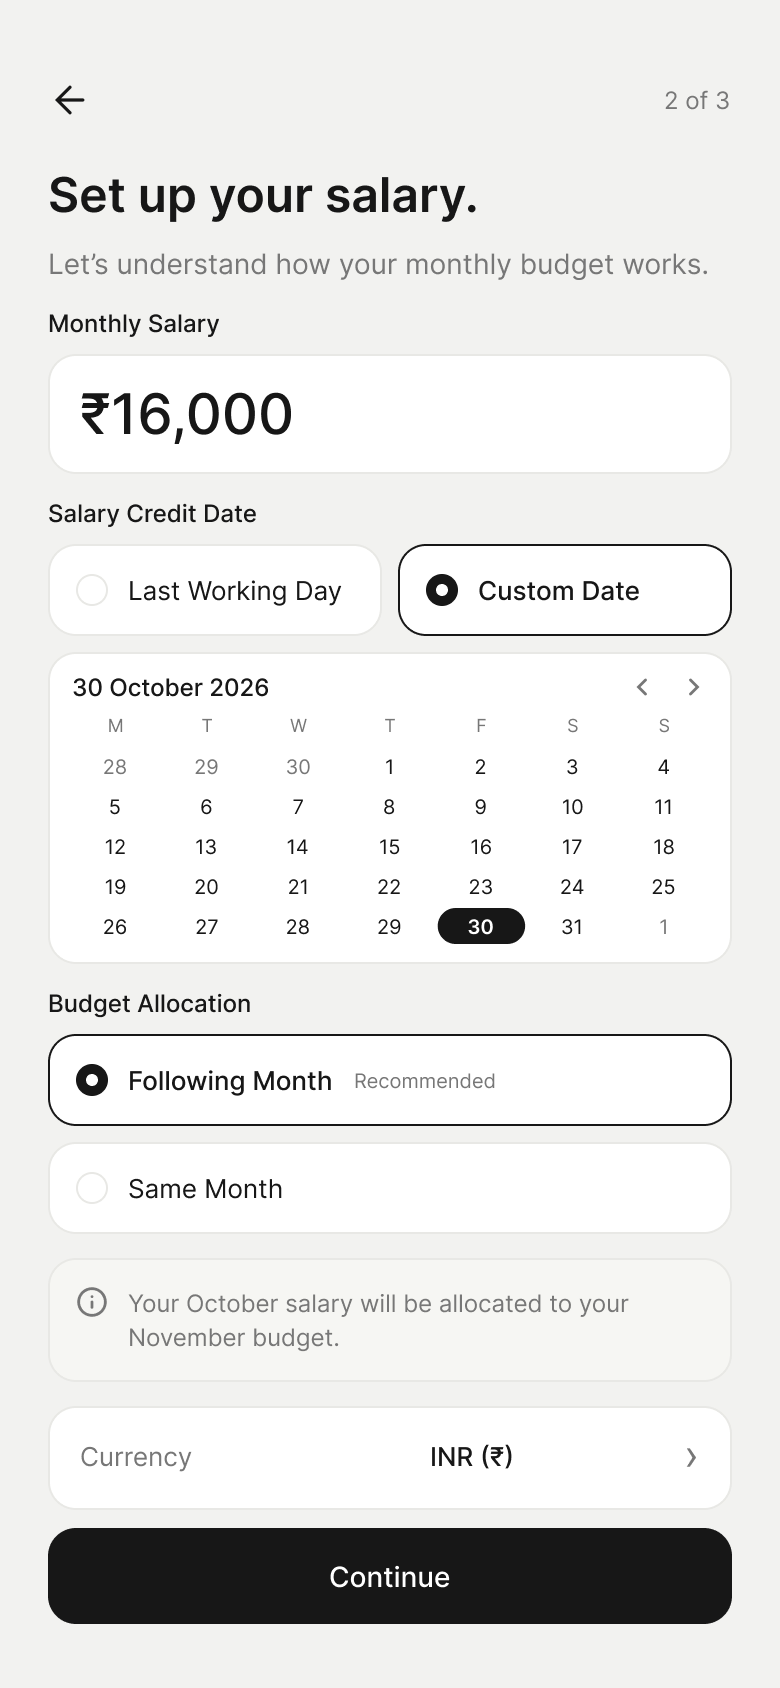 2 of 3
Set up your salary.
Let’s understand how your monthly budget works.
Monthly Salary
₹16,000
Salary Credit Date
Last Working Day Custom Date
30 October 2026
M T W T F S S
28 29 30 1 2 3 4
5 6 7 8 9 10 11
12 13 14 15 16 17 18
19 20 21 22 23 24 25
26 27 28 29 30 31 1
Budget Allocation
Following Month Recommended
Same Month
Your October salary will be allocated to your
November budget.
Currency INR (₹)
Continue